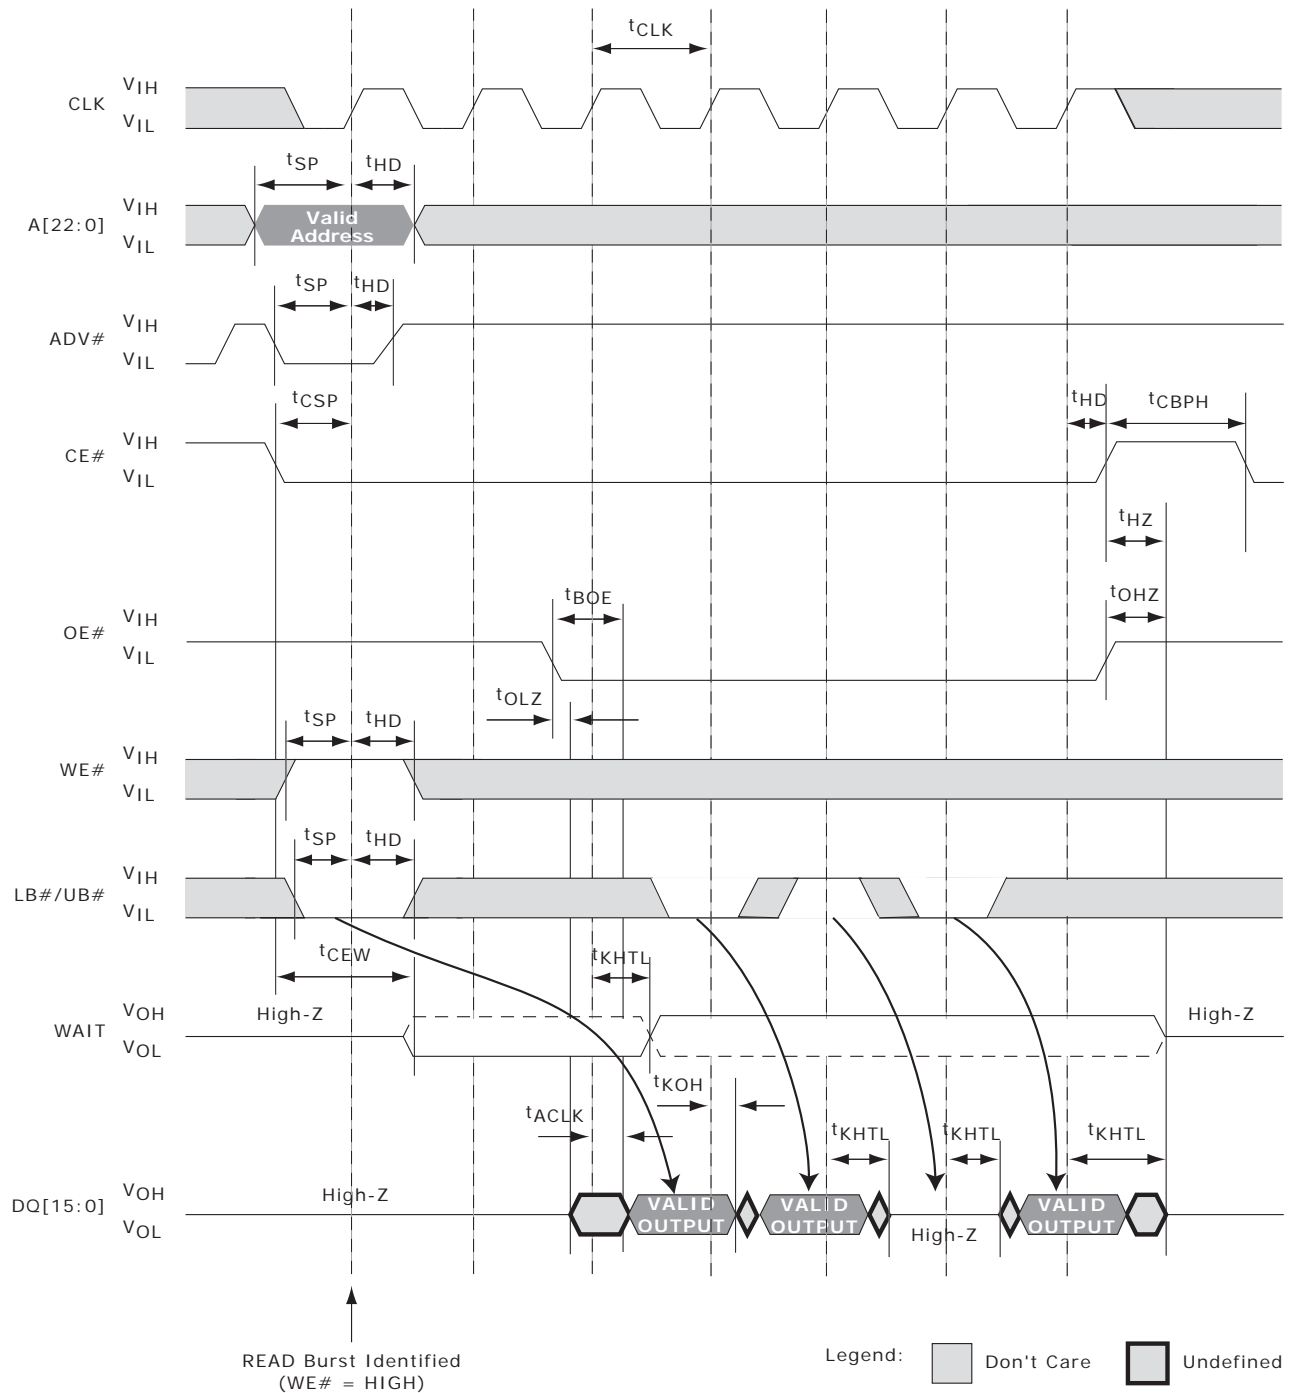 tCLK
CLK VIH
VIL
tSP tHD
A[22:0] VIH
VIL
Valid
Address
tSP tHD
ADV# VIH
VIL
tCSP tHD tCBPH
CE# VIH
VIL
tHZ
tBOE tOHZ
OE# VIH
VIL
tOLZ
tSP tHD
WE# VIH
VIL
tSP tHD
LB#/UB# VIH
VIL
tCEW tKHTL
WAIT VOH
VOL
High-Z High-Z
tKOH
tACLK tKHTL tKHTL tKHTL
DQ[15:0] VOH
VOL
High-Z
VALID
OUTPUT
VALID
OUTPUT
High-Z
VALID
OUTPUT
READ Burst Identified
(WE# = HIGH)
Legend: Don't Care Undefined